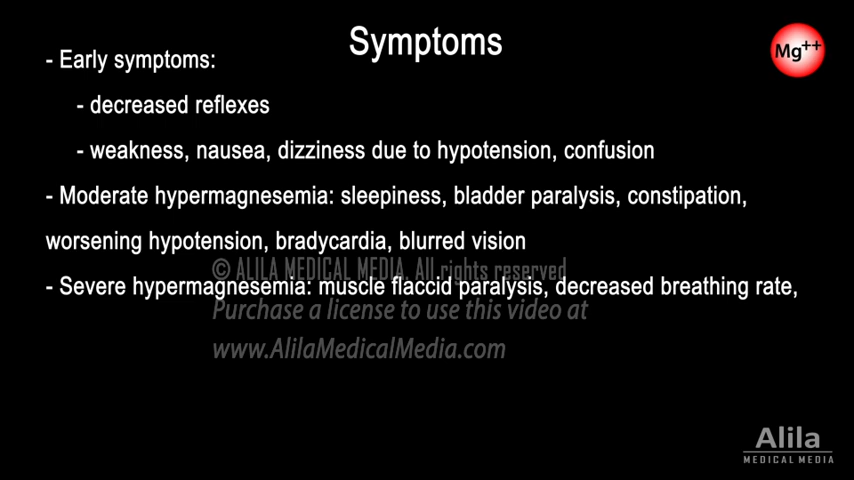 Symptoms
Mg++
- Early symptoms:
- decreased reflexes
- weakness, nausea, dizziness due to hypotension, confusion
- Moderate hypermagnesemia: sleepiness, bladder paralysis, constipation,
worsening hypotension, bradycardia, blurred vision
© ALILA MEDICAL MEDIA. All rights reserved
- Severe hypermagnesemia: muscle flaccid paralysis, decreased breathing rate,
Purchase a license to use this video at
www.AlilaMedicalMedia.com
Alila
MEDICAL MEDIA